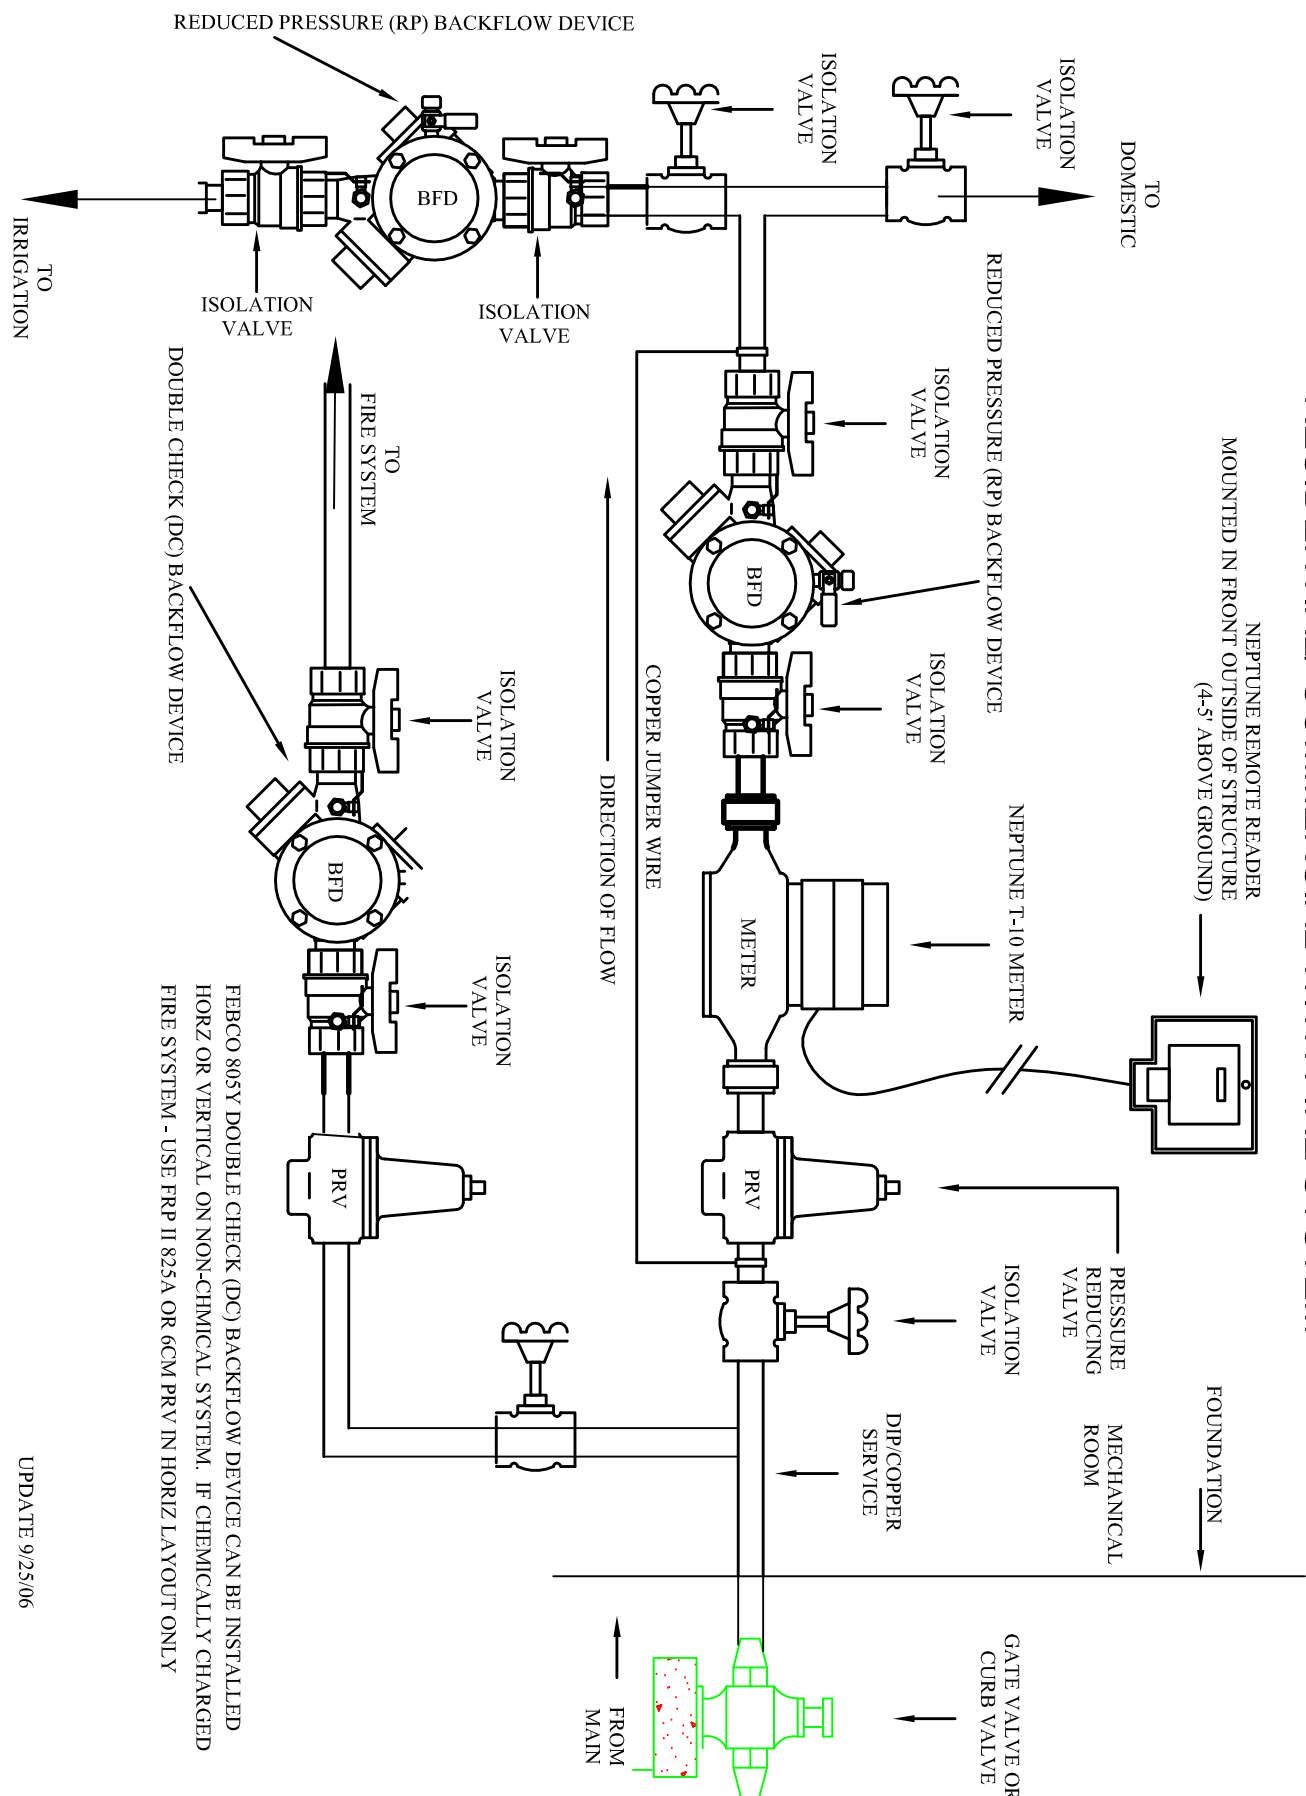 REDUCED PRESSURE (RP) BACKFLOW DEVICE
ISOLATION
VALVE
ISOLATION
VALVE
TO
DOMESTIC
BFD
TO
IRRIGATION
ISOLATION
VALVE
ISOLATION
VALVE
REDUCED PRESSURE (RP) BACKFLOW DEVICE
ISOLATION
VALVE
BFD
ISOLATION
VALVE
NEPTUNE REMOTE READER
MOUNTED IN FRONT OUTSIDE OF STRUCTURE
(4-5' ABOVE GROUND)
NEPTUNE T-10 METER
METER
COPPER JUMPER WIRE
DIRECTION OF FLOW
TO
FIRE SYSTEM
DOUBLE CHECK (DC) BACKFLOW DEVICE
ISOLATION
VALVE
BFD
ISOLATION
VALVE
PRV
PRV
PRESSURE
REDUCING
VALVE
ISOLATION
VALVE
MECHANICAL
ROOM
FOUNDATION
DIP/COPPER
SERVICE
GATE VALVE OR
CURB VALVE
FROM
MAIN
FEBCO 805Y DOUBLE CHECK (DC) BACKFLOW DEVICE CAN BE INSTALLED
HORZ OR VERTICAL ON NON-CHMICAL SYSTEM. IF CHEMICALLY CHARGED
FIRE SYSTEM - USE FRP II 825A OR 6CM PRV IN HORIZ LAYOUT ONLY
UPDATE 9/25/06